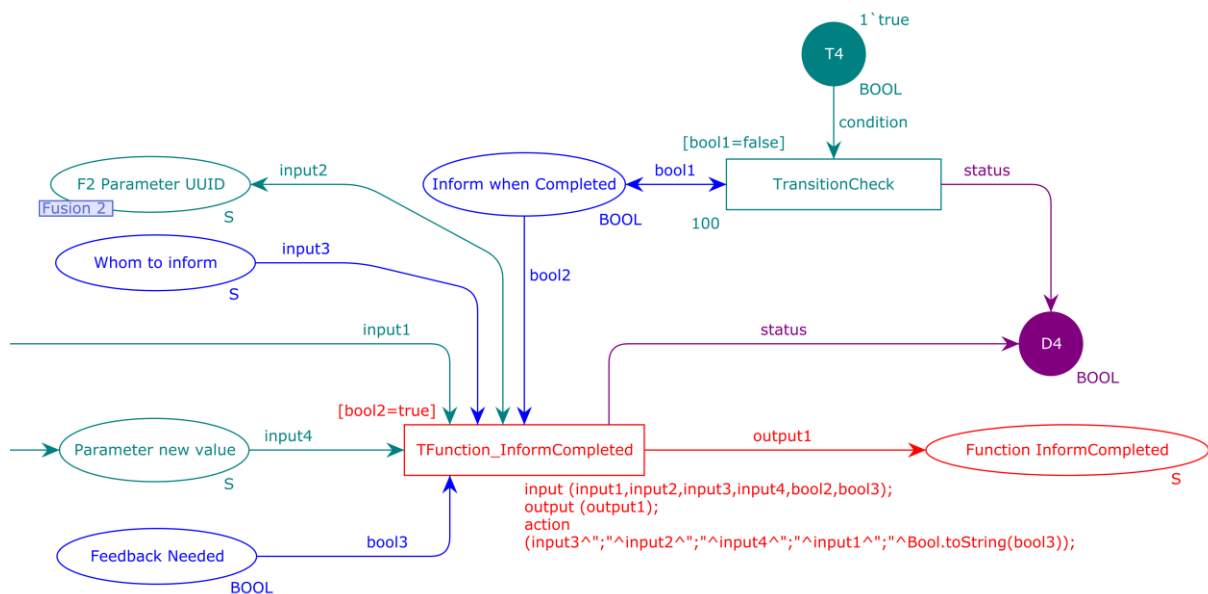 1`true
T4
BOOL
condition
[bool1=false]
F2 Parameter UUID
Fusion 2
S
input2
Inform when Completed
BOOL
bool1
TransitionCheck
100
status
Whom to inform
S
input3
bool2
input1
status
D4
BOOL
[bool2=true]
Parameter new value
S
input4
TFunction_InformCompleted
output1
Function InformCompleted
S
input (input1,input2,input3,input4,bool2,bool3);
output (output1);
action
(input3^";"^input2^";"^input4^";"^input1^";"^Bool.toString(bool3));
Feedback Needed
BOOL
bool3